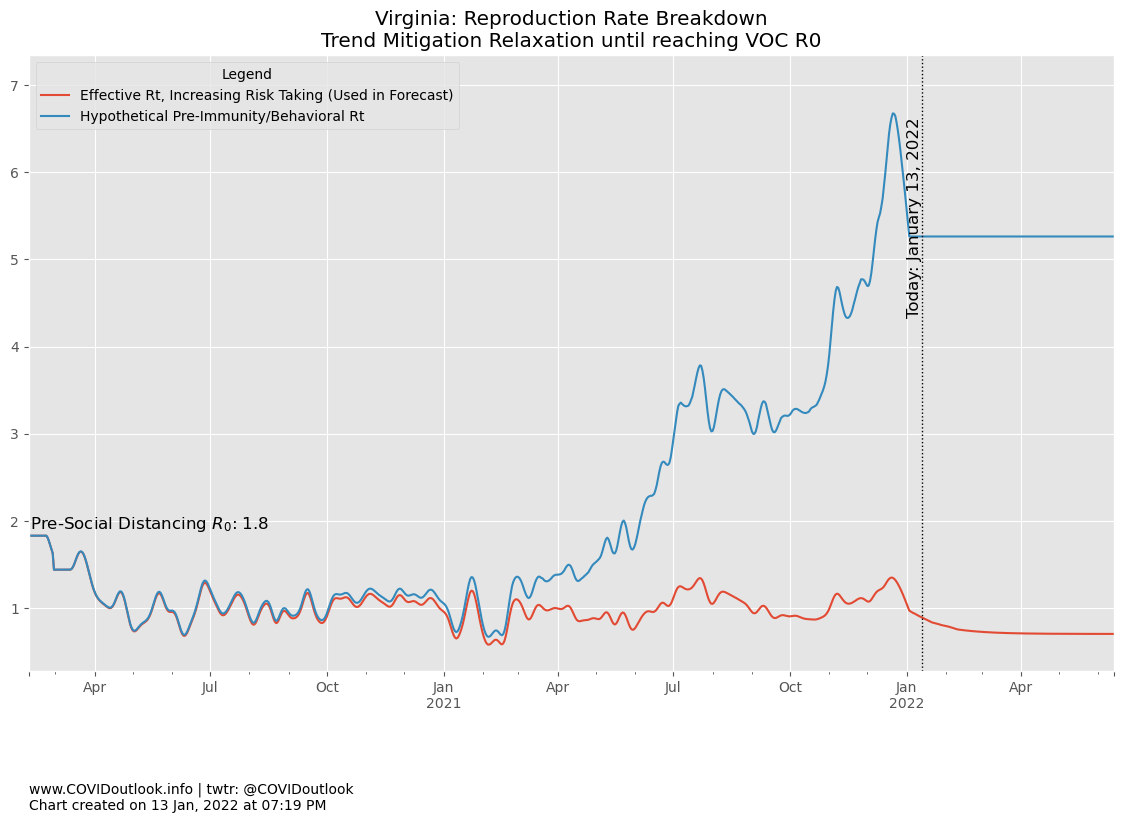 Virginia: Reproduction Rate Breakdown
Trend Mitigation Relaxation until reaching VOC R0
Legend
Effective Rt, Increasing Risk Taking (Used in Forecast)
Hypothetical Pre-Immunity/Behavioral Rt
7
6
5
4
3
2
1
Pre-Social Distancing R0: 1.8
Today: January 13, 2022
Apr Jul Oct Jan Apr Jul Oct Jan Apr
2021 2022
www.COVIDoutlook.info | twtr: @COVIDoutlook
Chart created on 13 Jan, 2022 at 07:19 PM